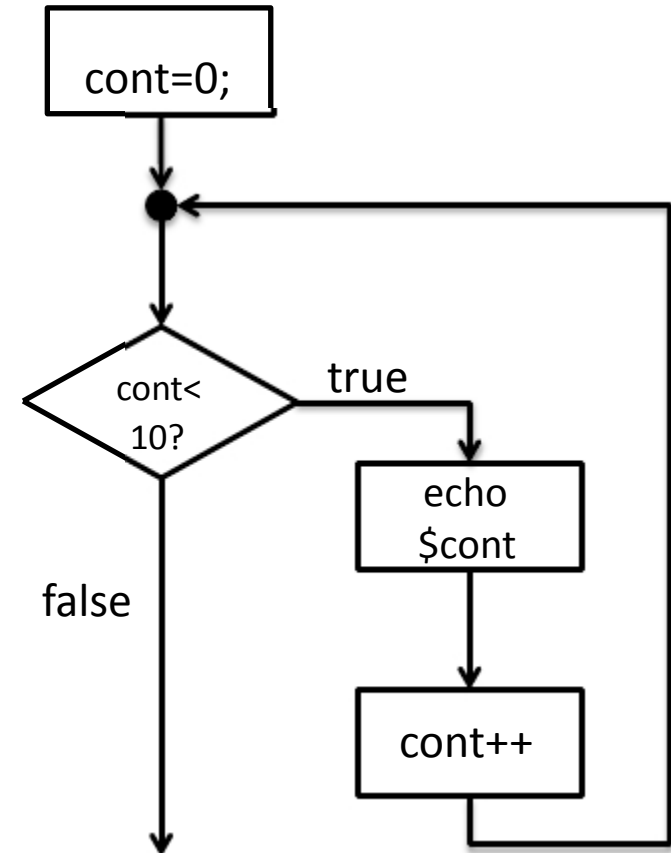 cont=0;
cont<
10?
true
echo
$cont
false
cont++